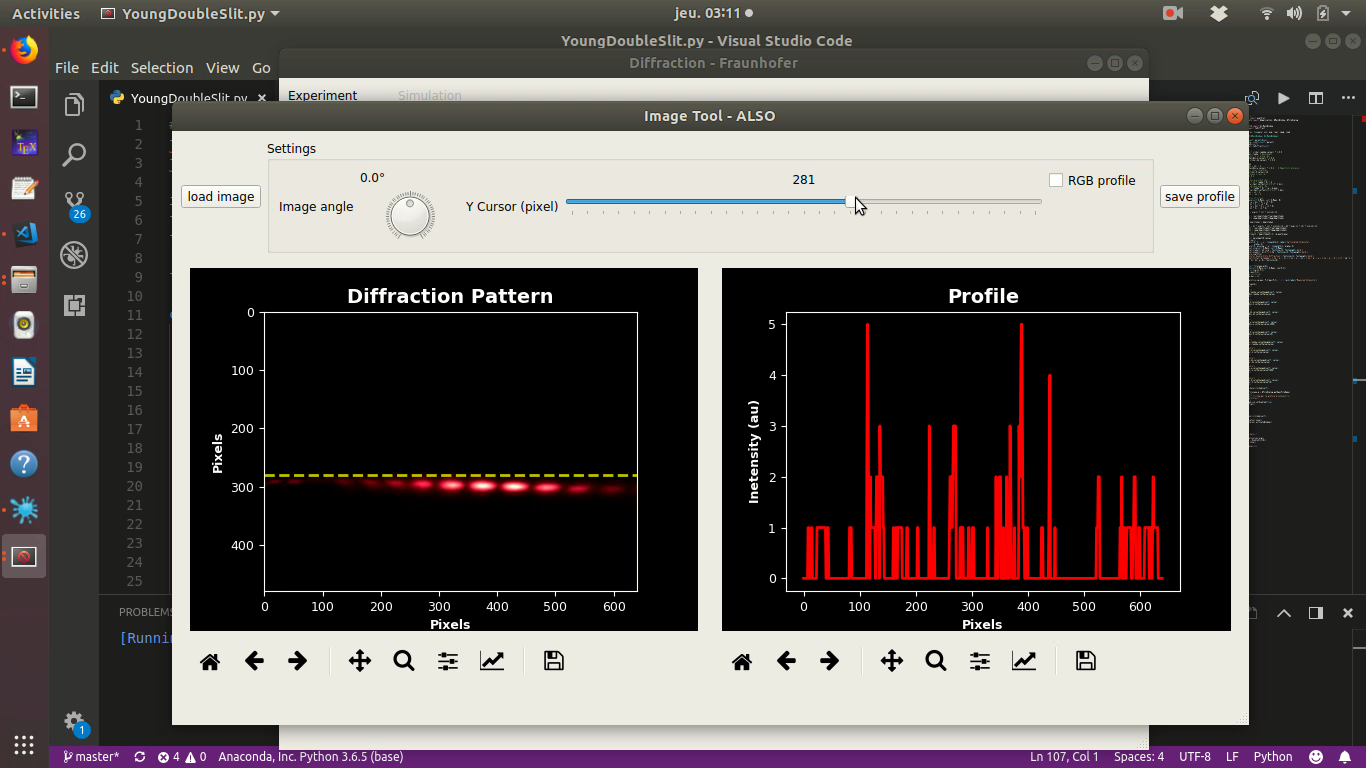 Activities YoungDoubleSlit.py jeu. 03:11
YoungDoubleSlit.py - Visual Studio Code
File Edit Selection View Go
Diffraction - Fraunhofer
Experiment Simulation
YoungDoubleSlit.py
Image Tool - ALSO
Settings
load image
0.0°
Image angle
281
Y Cursor (pixel)
RGB profile
save profile
Diffraction Pattern
0
100
200
300
400
Pixels
0 100 200 300 400 500 600
Pixels
Profile
5
4
3
2
1
0
Inetensity (au)
0 100 200 300 400 500 600
Pixels
1
2
3
4
5
6
7
8
9
10
11
12
13
14
15
16
17
18
19
20
21
22
23
24
25
26
1
TEX
PROBLEMS
[Runnin
master* 4 0 Anaconda, Inc. Python 3.6.5 (base) Ln 107, Col 1 Spaces: 4 UTF-8 LF Python